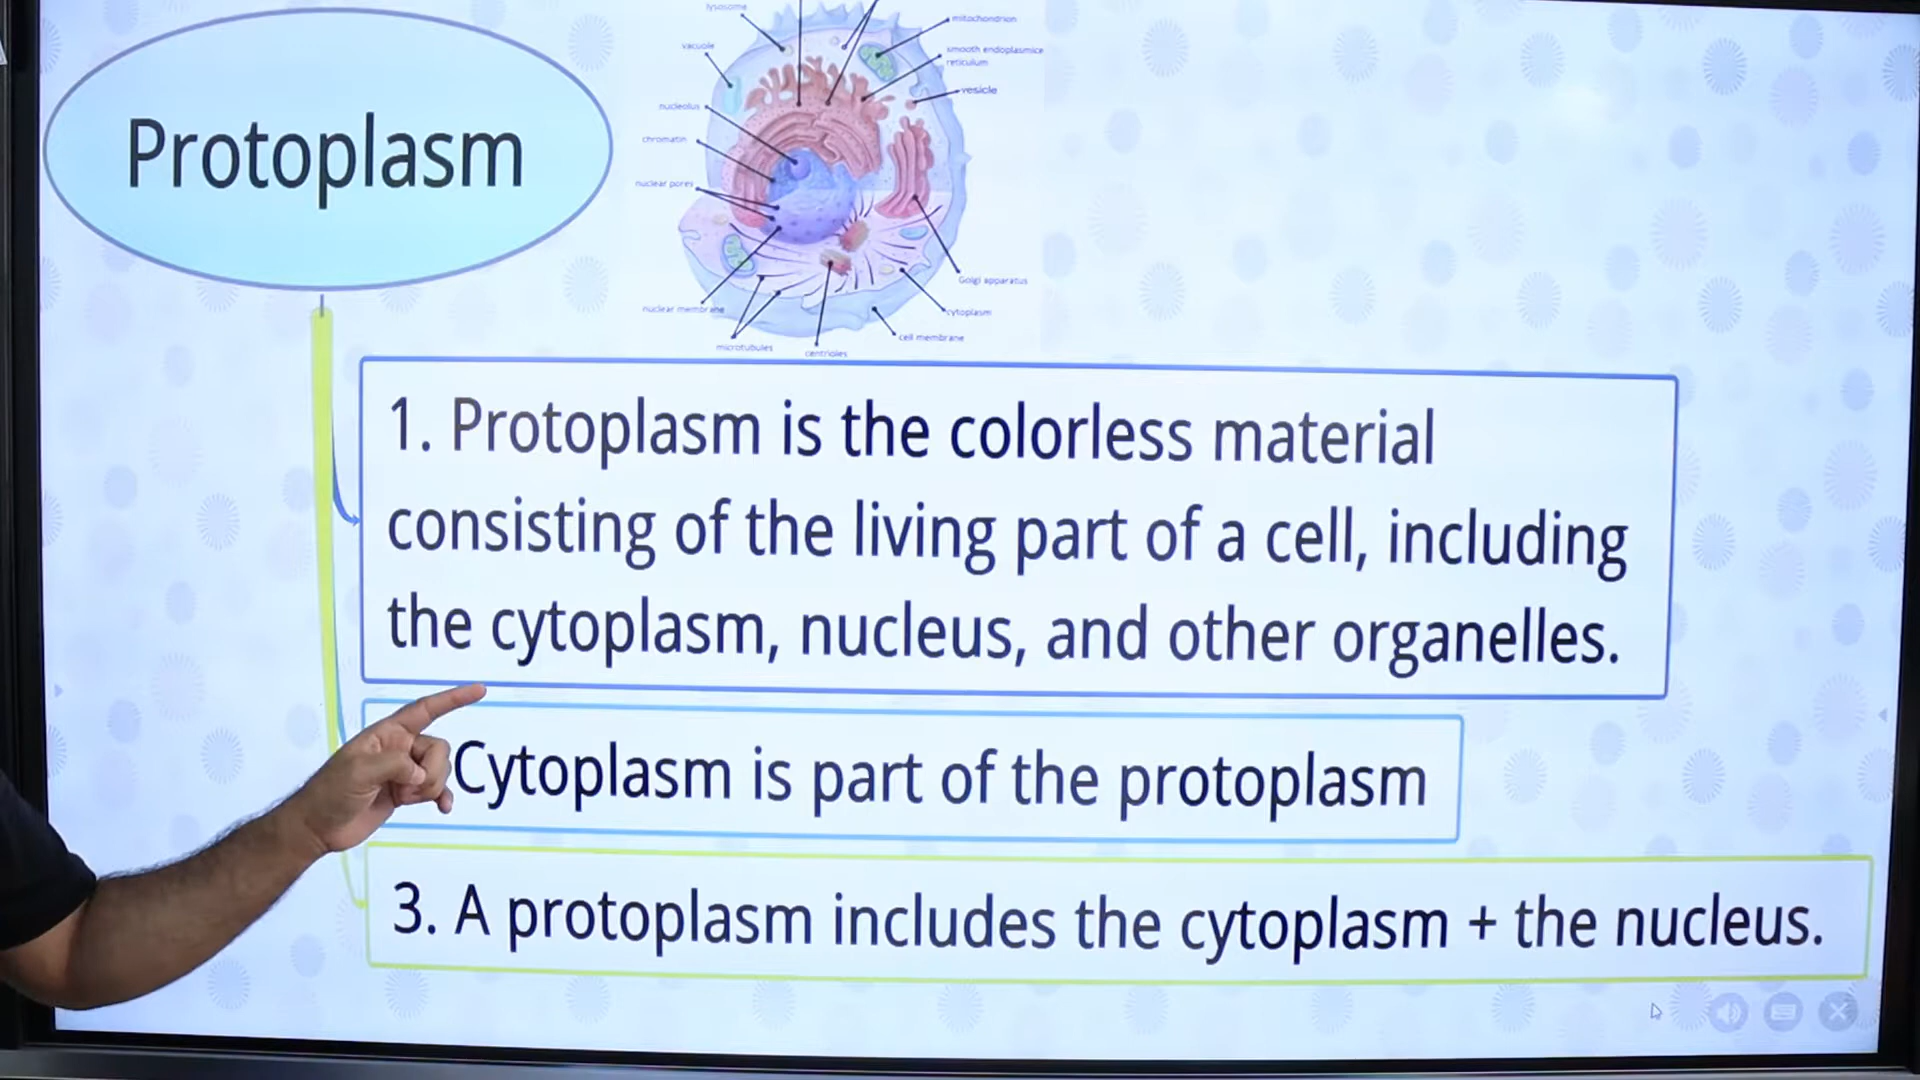 Protoplasm
lysosome
mitochondrion
vacuole
smooth endoplasmice
reticulum
vesicle
nucleolus
chromatin
nuclear pores
Golgi apparatus
nuclear membrane
cytoplasm
cell membrane
microtubules
centrioles
1. Protoplasm is the colorless material
consisting of the living part of a cell, including
the cytoplasm, nucleus, and other organelles.
Cytoplasm is part of the protoplasm
3. A protoplasm includes the cytoplasm + the nucleus.